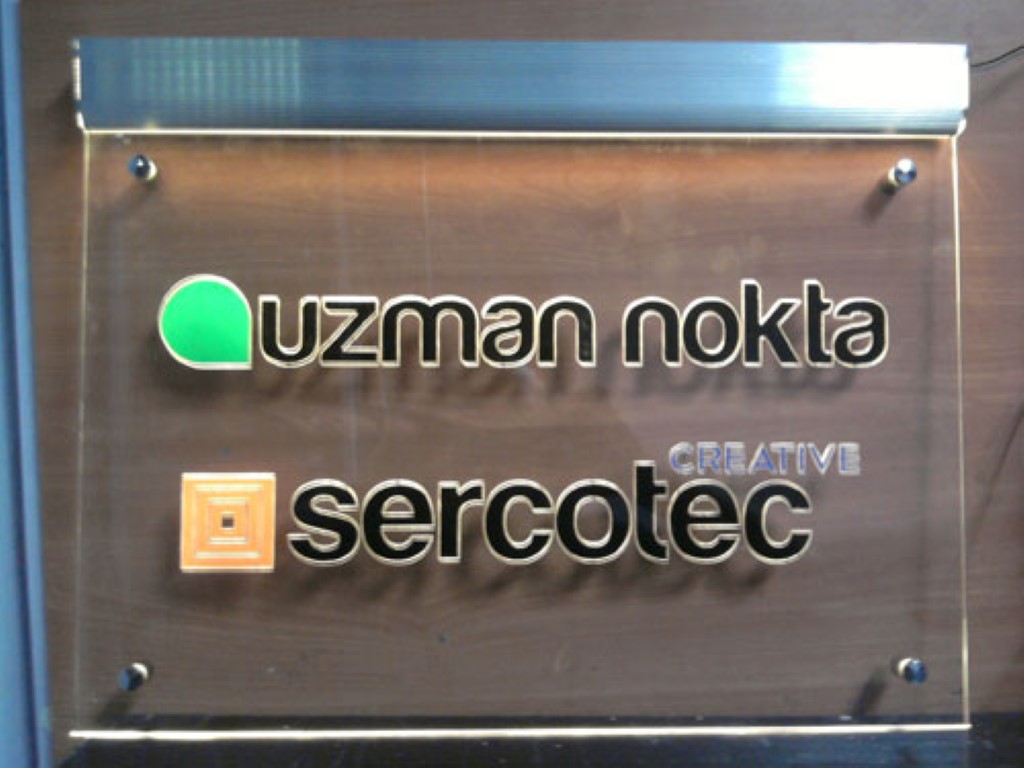 uzman nokta
CREATIVE
sercotec